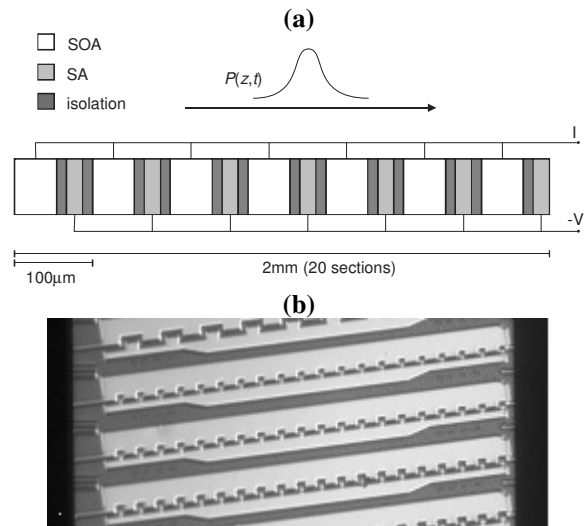 (a)
SOA
SA
isolation
P(z,t)
I
-V
2mm (20 sections)
100μm
(b)